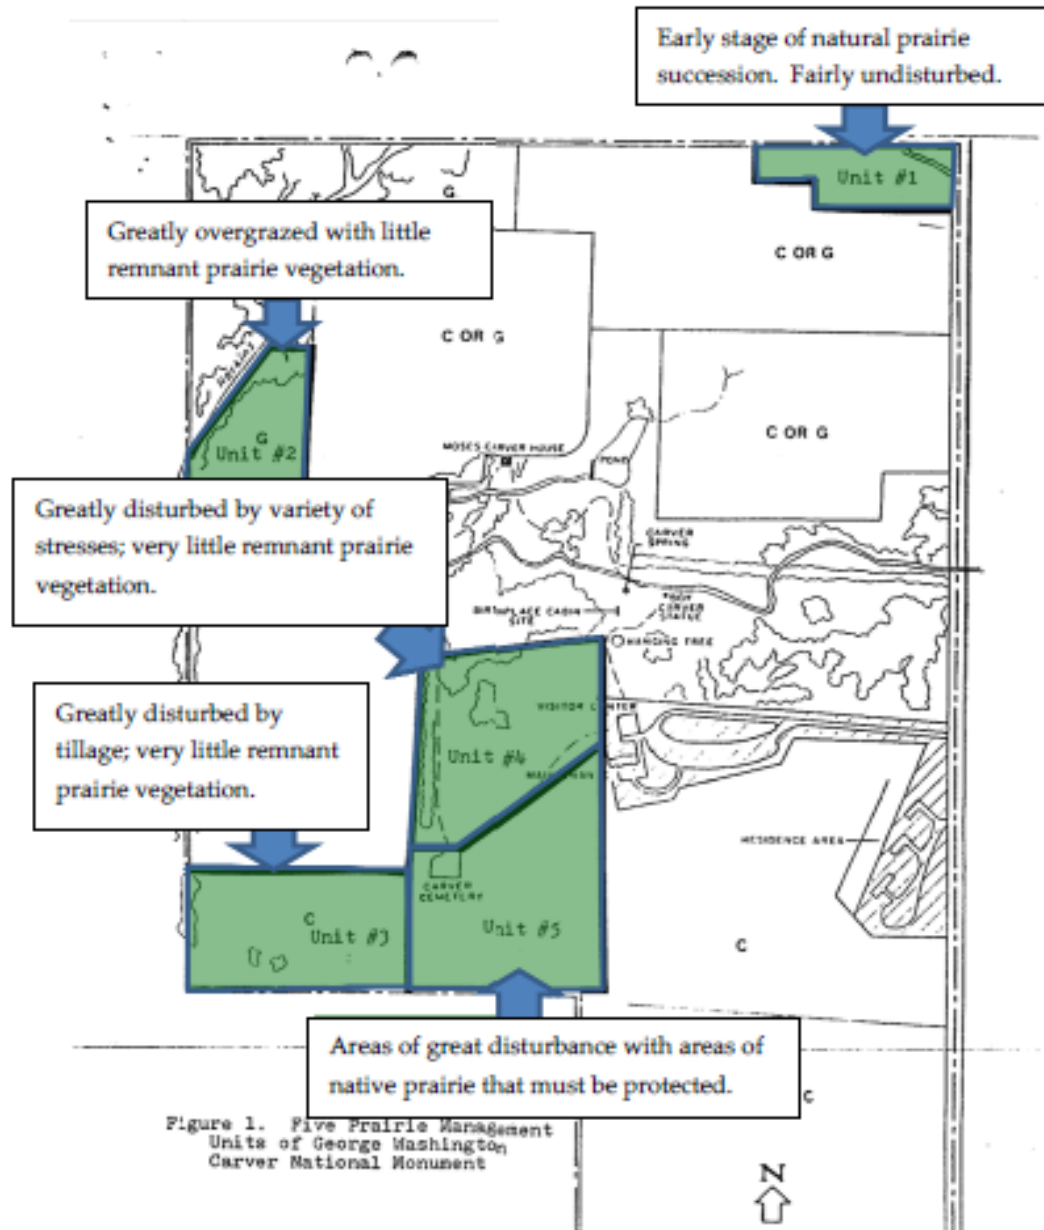 Early stage of natural prairie
succession. Fairly undisturbed.
Unit #1
G
Greatly overgrazed with little
remnant prairie vegetation.
C OR G
C OR G
C OR G
G
Unit #2
MOSES CARVER HOUSE
POND
Greatly disturbed by variety of
stresses; very little remnant prairie
vegetation.
CARVER
SPRING
BIRTHPLACE CABIN
SITE
BOY
CARVER
STATUE
HANGING TREE
Greatly disturbed by
tillage; very little remnant
prairie vegetation.
VISITOR CENTER
Unit #4
RESIDENCE AREA
CARVER
CEMETERY
C
Unit #3
Unit #5
C
Areas of great disturbance with areas of
native prairie that must be protected.
C
Figure 1. Five Prairie Management
Units of George Washington
Carver National Monument
N